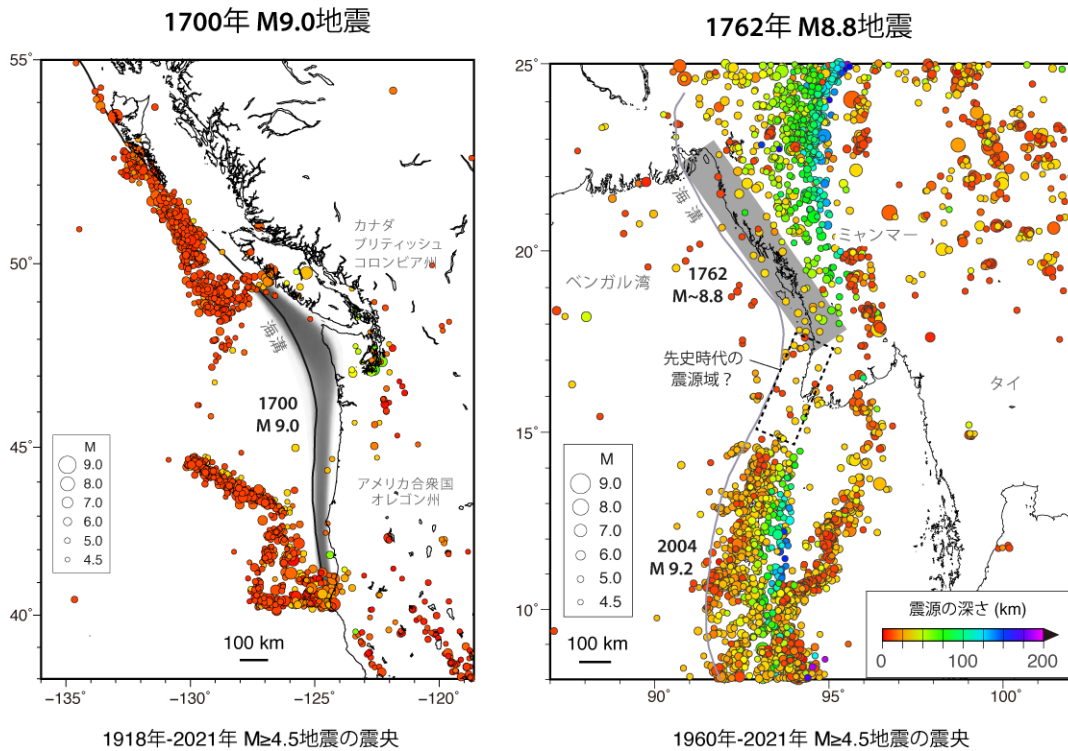 1700年 M9.0地震
55°
50°
45°
40°
−135°
−130°
−125°
−120°
カナダ
ブリティッシュ
コロンビア州
海溝
1700
M 9.0
アメリカ合衆国
オレゴン州
M
9.0
8.0
7.0
6.0
5.0
4.5
100 km
1918年-2021年 M≥4.5地震の震央
1762年 M8.8地震
25°
20°
15°
10°
90°
95°
100°
海溝
ミャンマー
ベンガル湾
1762
M~8.8
先史時代の
震源域？
タイ
M
9.0
8.0
7.0
6.0
5.0
4.5
2004
M 9.2
100 km
震源の深さ (km)
0
100
200
1960年-2021年 M≥4.5地震の震央